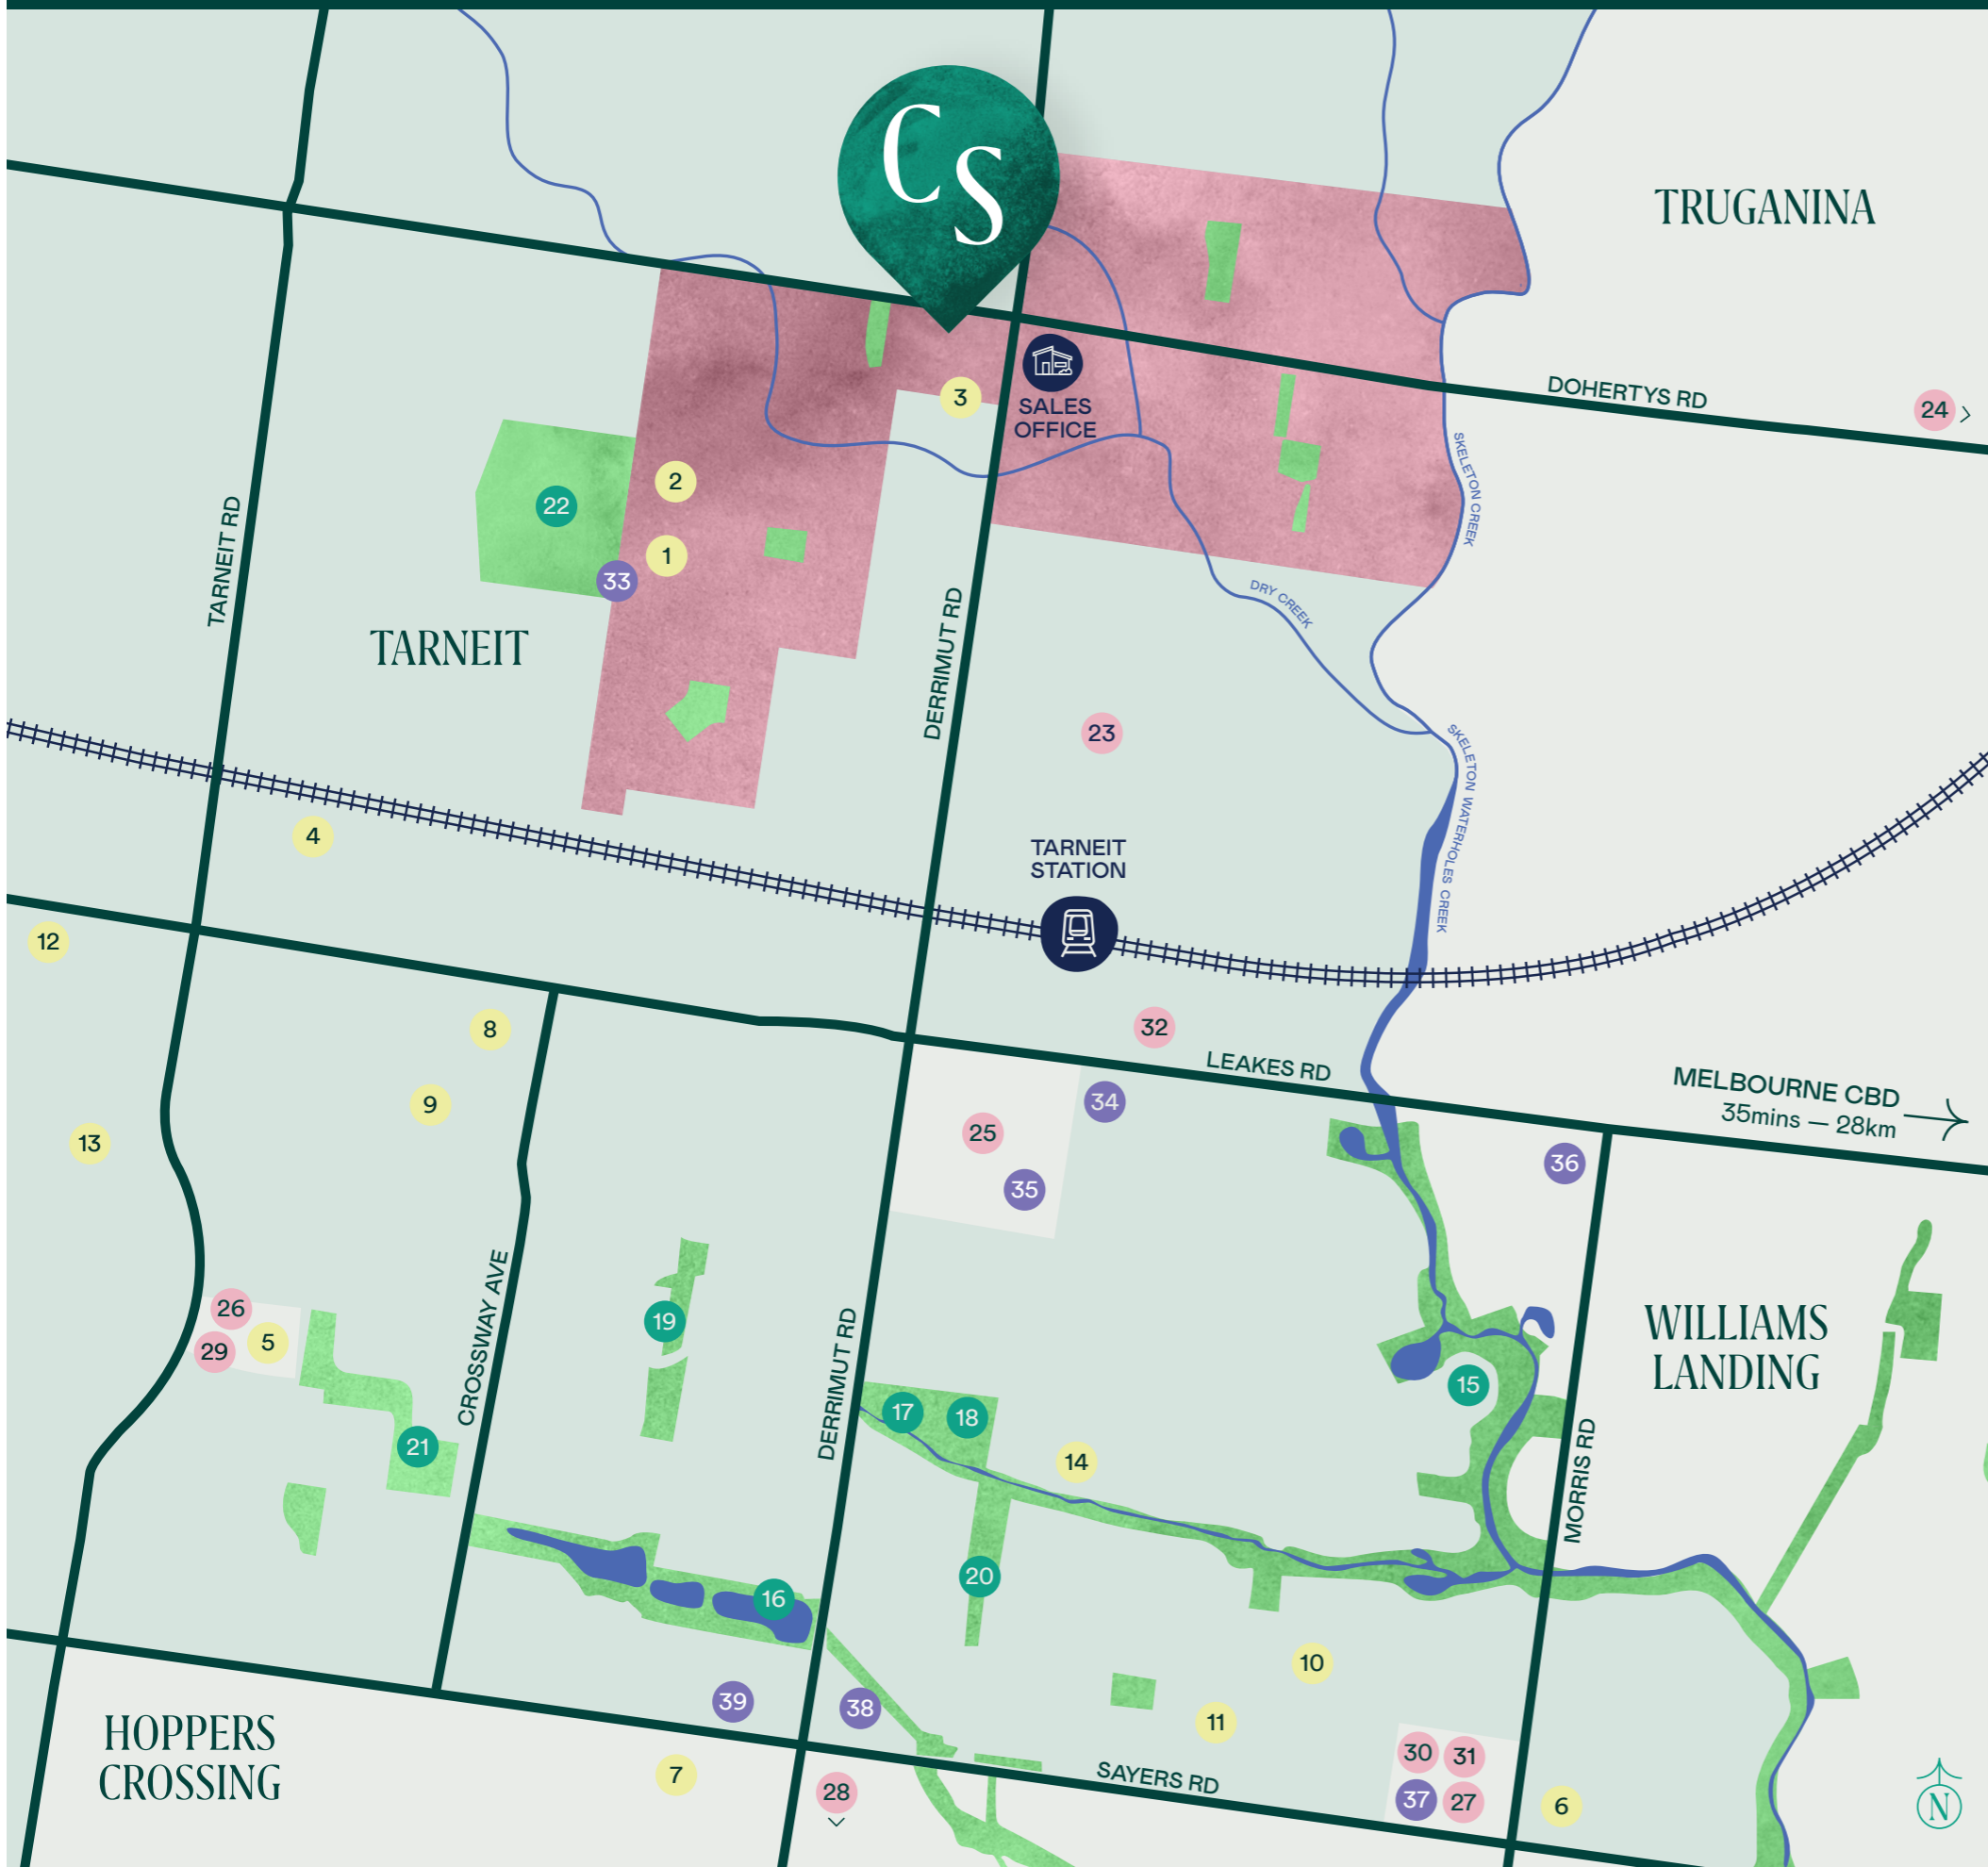 C
S
TRUGANINA
DOHERTYS RD
24
3
SALES
OFFICE
SKELETON CREEK
2
22
1
33
TARNEIT RD
TARNEIT
DERRIMUT RD
DRY CREEK
23
SKELETON WATERHOLES CREEK
4
TARNEIT
STATION
12
8
32
LEAKES RD
MELBOURNE CBD
35mins — 28km
9
34
13
25
35
36
26
5
29
CROSSWAY AVE
19
DERRIMUT RD
WILLIAMS
LANDING
15
17
18
21
14
MORRIS RD
20
16
10
39
38
11
HOPPERS
CROSSING
7
28
SAYERS RD
30
31
37
27
6
N